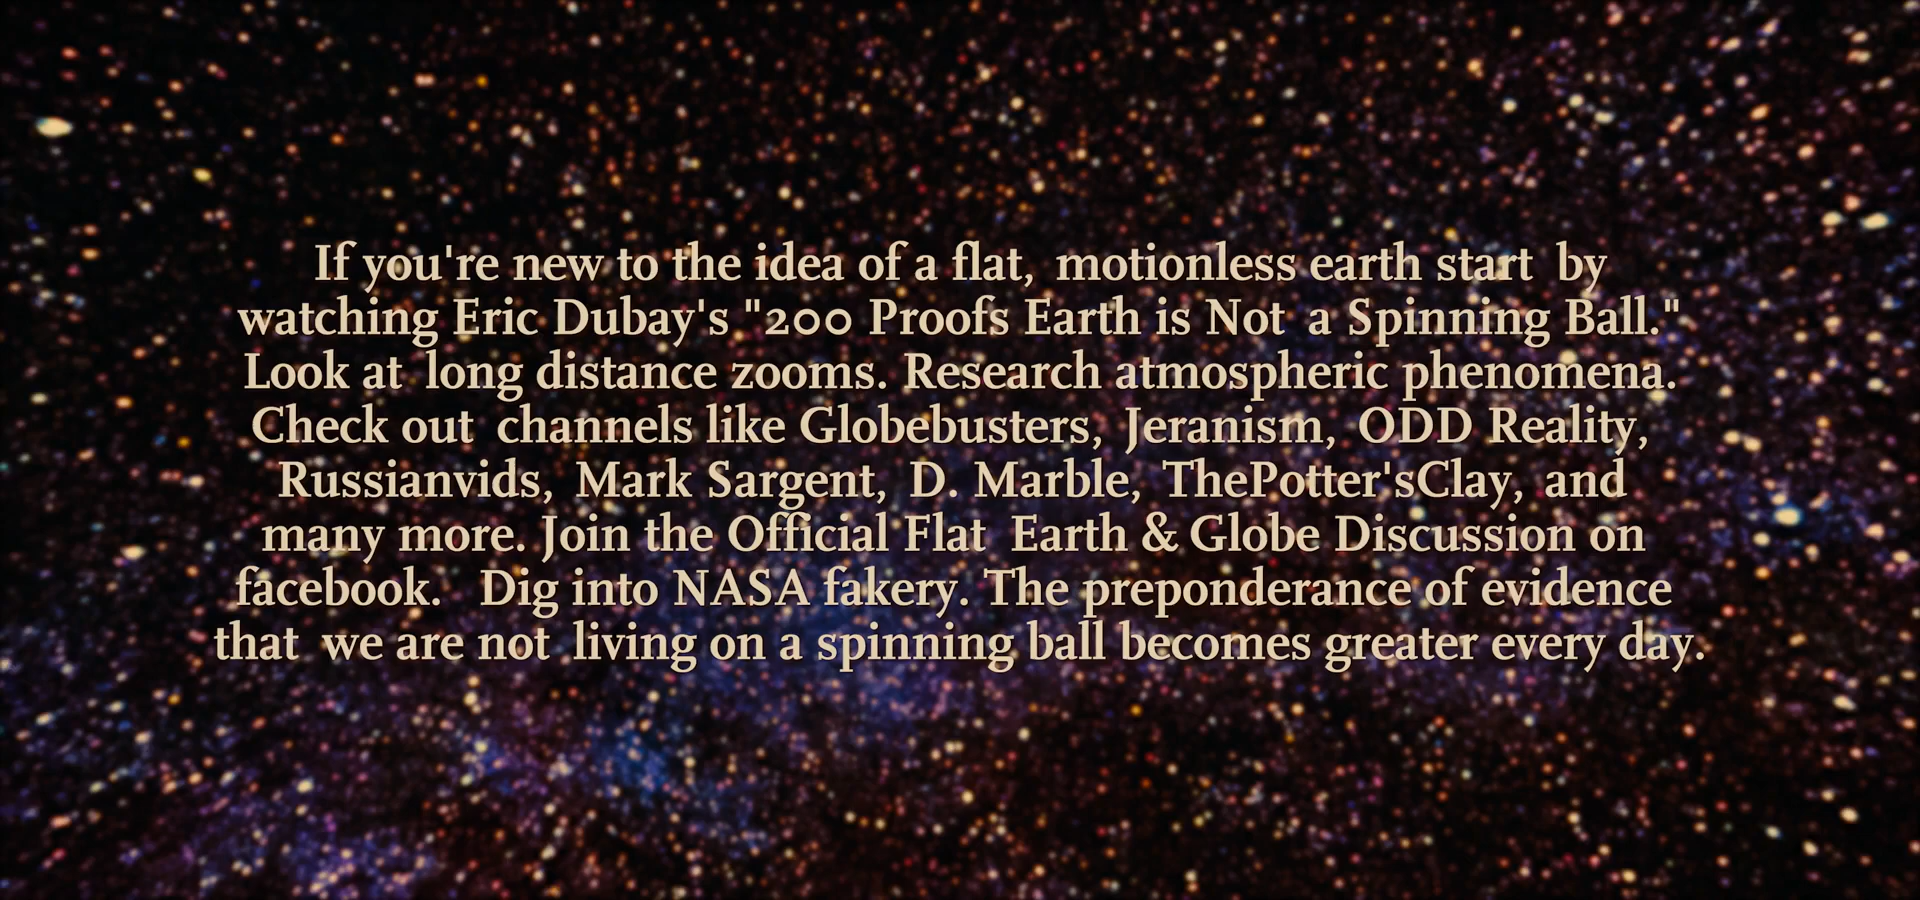 If you're new to the idea of a flat, motionless earth start by
watching Eric Dubay's "200 Proofs Earth is Not a Spinning Ball."
Look at long distance zooms. Research atmospheric phenomena.
Check out channels like Globebusters, Jeranism, ODD Reality,
Russianvids, Mark Sargent, D. Marble, ThePotter'sClay, and
many more. Join the Official Flat Earth & Globe Discussion on
facebook. Dig into NASA fakery. The preponderance of evidence
that we are not living on a spinning ball becomes greater every day.